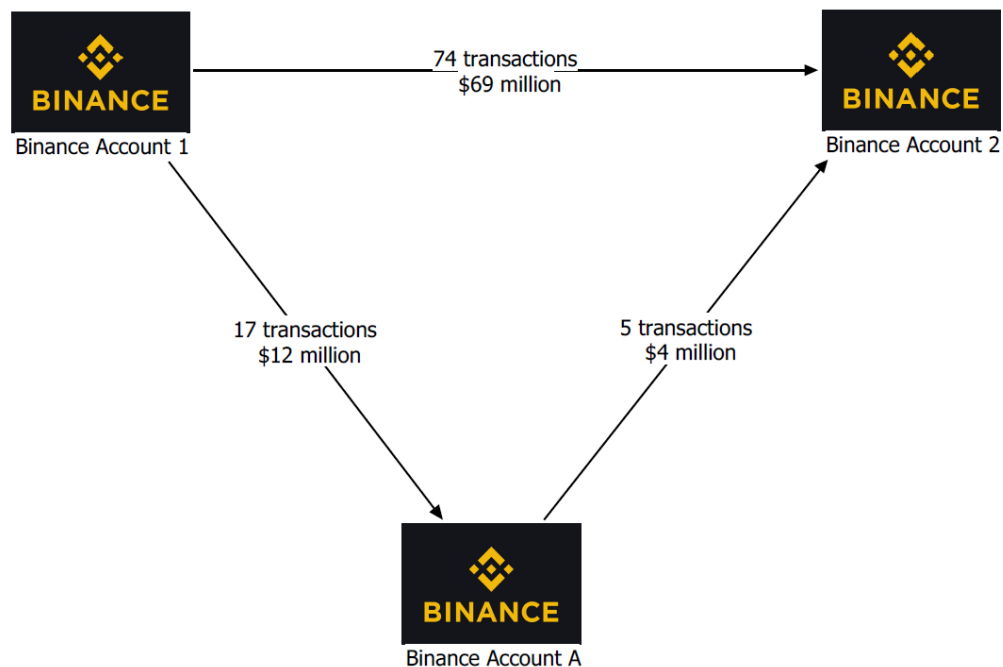 BINANCE
Binance Account 1
74 transactions
$69 million
BINANCE
Binance Account 2
17 transactions
$12 million
5 transactions
$4 million
BINANCE
Binance Account A